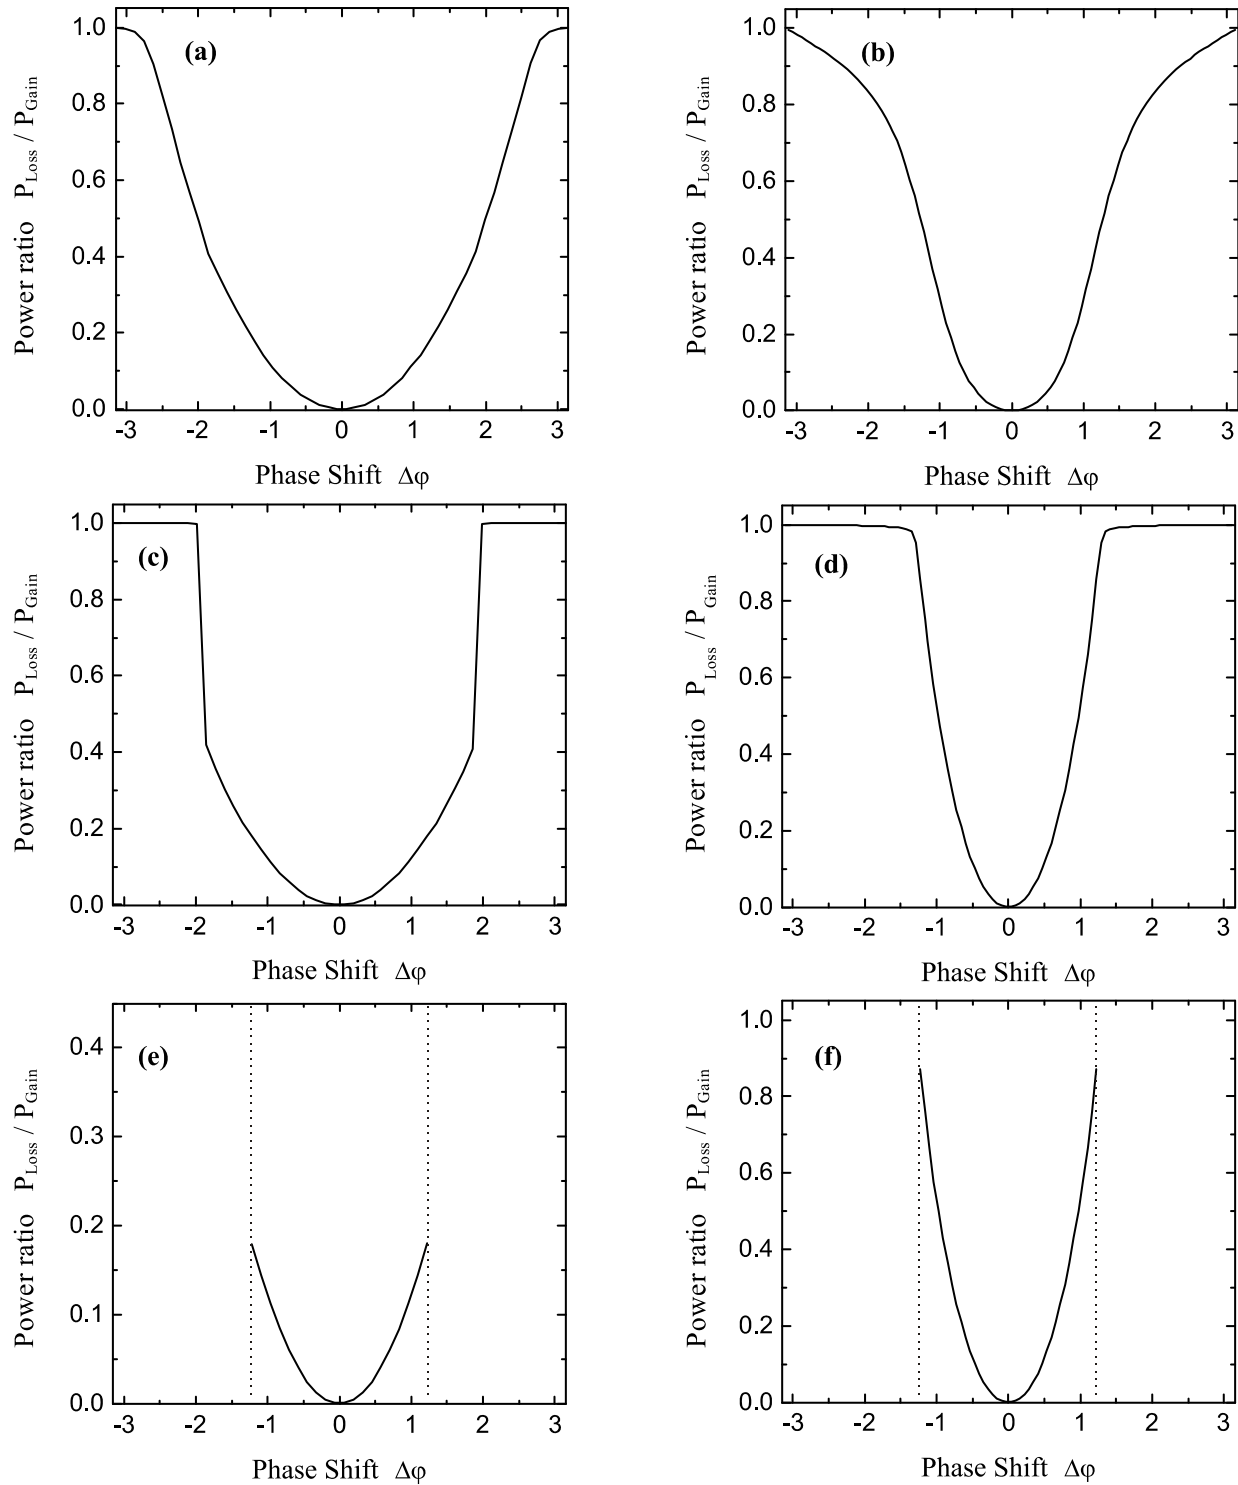 (a)
Power ratio P_Loss / P_Gain
1.0
0.8
0.6
0.4
0.2
0.0
-3 -2 -1 0 1 2 3
Phase Shift Δφ
(b)
Power ratio P_Loss / P_Gain
1.0
0.8
0.6
0.4
0.2
0.0
-3 -2 -1 0 1 2 3
Phase Shift Δφ
(c)
Power ratio P_Loss / P_Gain
1.0
0.8
0.6
0.4
0.2
0.0
-3 -2 -1 0 1 2 3
Phase Shift Δφ
(d)
Power ratio P_Loss / P_Gain
1.0
0.8
0.6
0.4
0.2
0.0
-3 -2 -1 0 1 2 3
Phase Shift Δφ
(e)
Power ratio P_Loss / P_Gain
0.4
0.3
0.2
0.1
0.0
-3 -2 -1 0 1 2 3
Phase Shift Δφ
(f)
Power ratio P_Loss / P_Gain
1.0
0.8
0.6
0.4
0.2
0.0
-3 -2 -1 0 1 2 3
Phase Shift Δφ